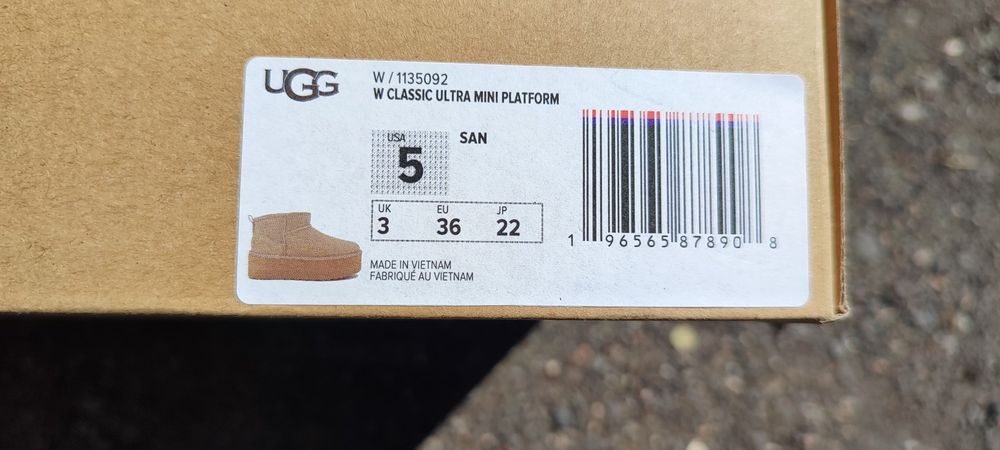 UGG
W / 1135092
W CLASSIC ULTRA MINI PLATFORM
USA
5
SAN
UK EU JP
3 36 22
MADE IN VIETNAM
FABRIQUÉ AU VIETNAM
1 96565 87890 8